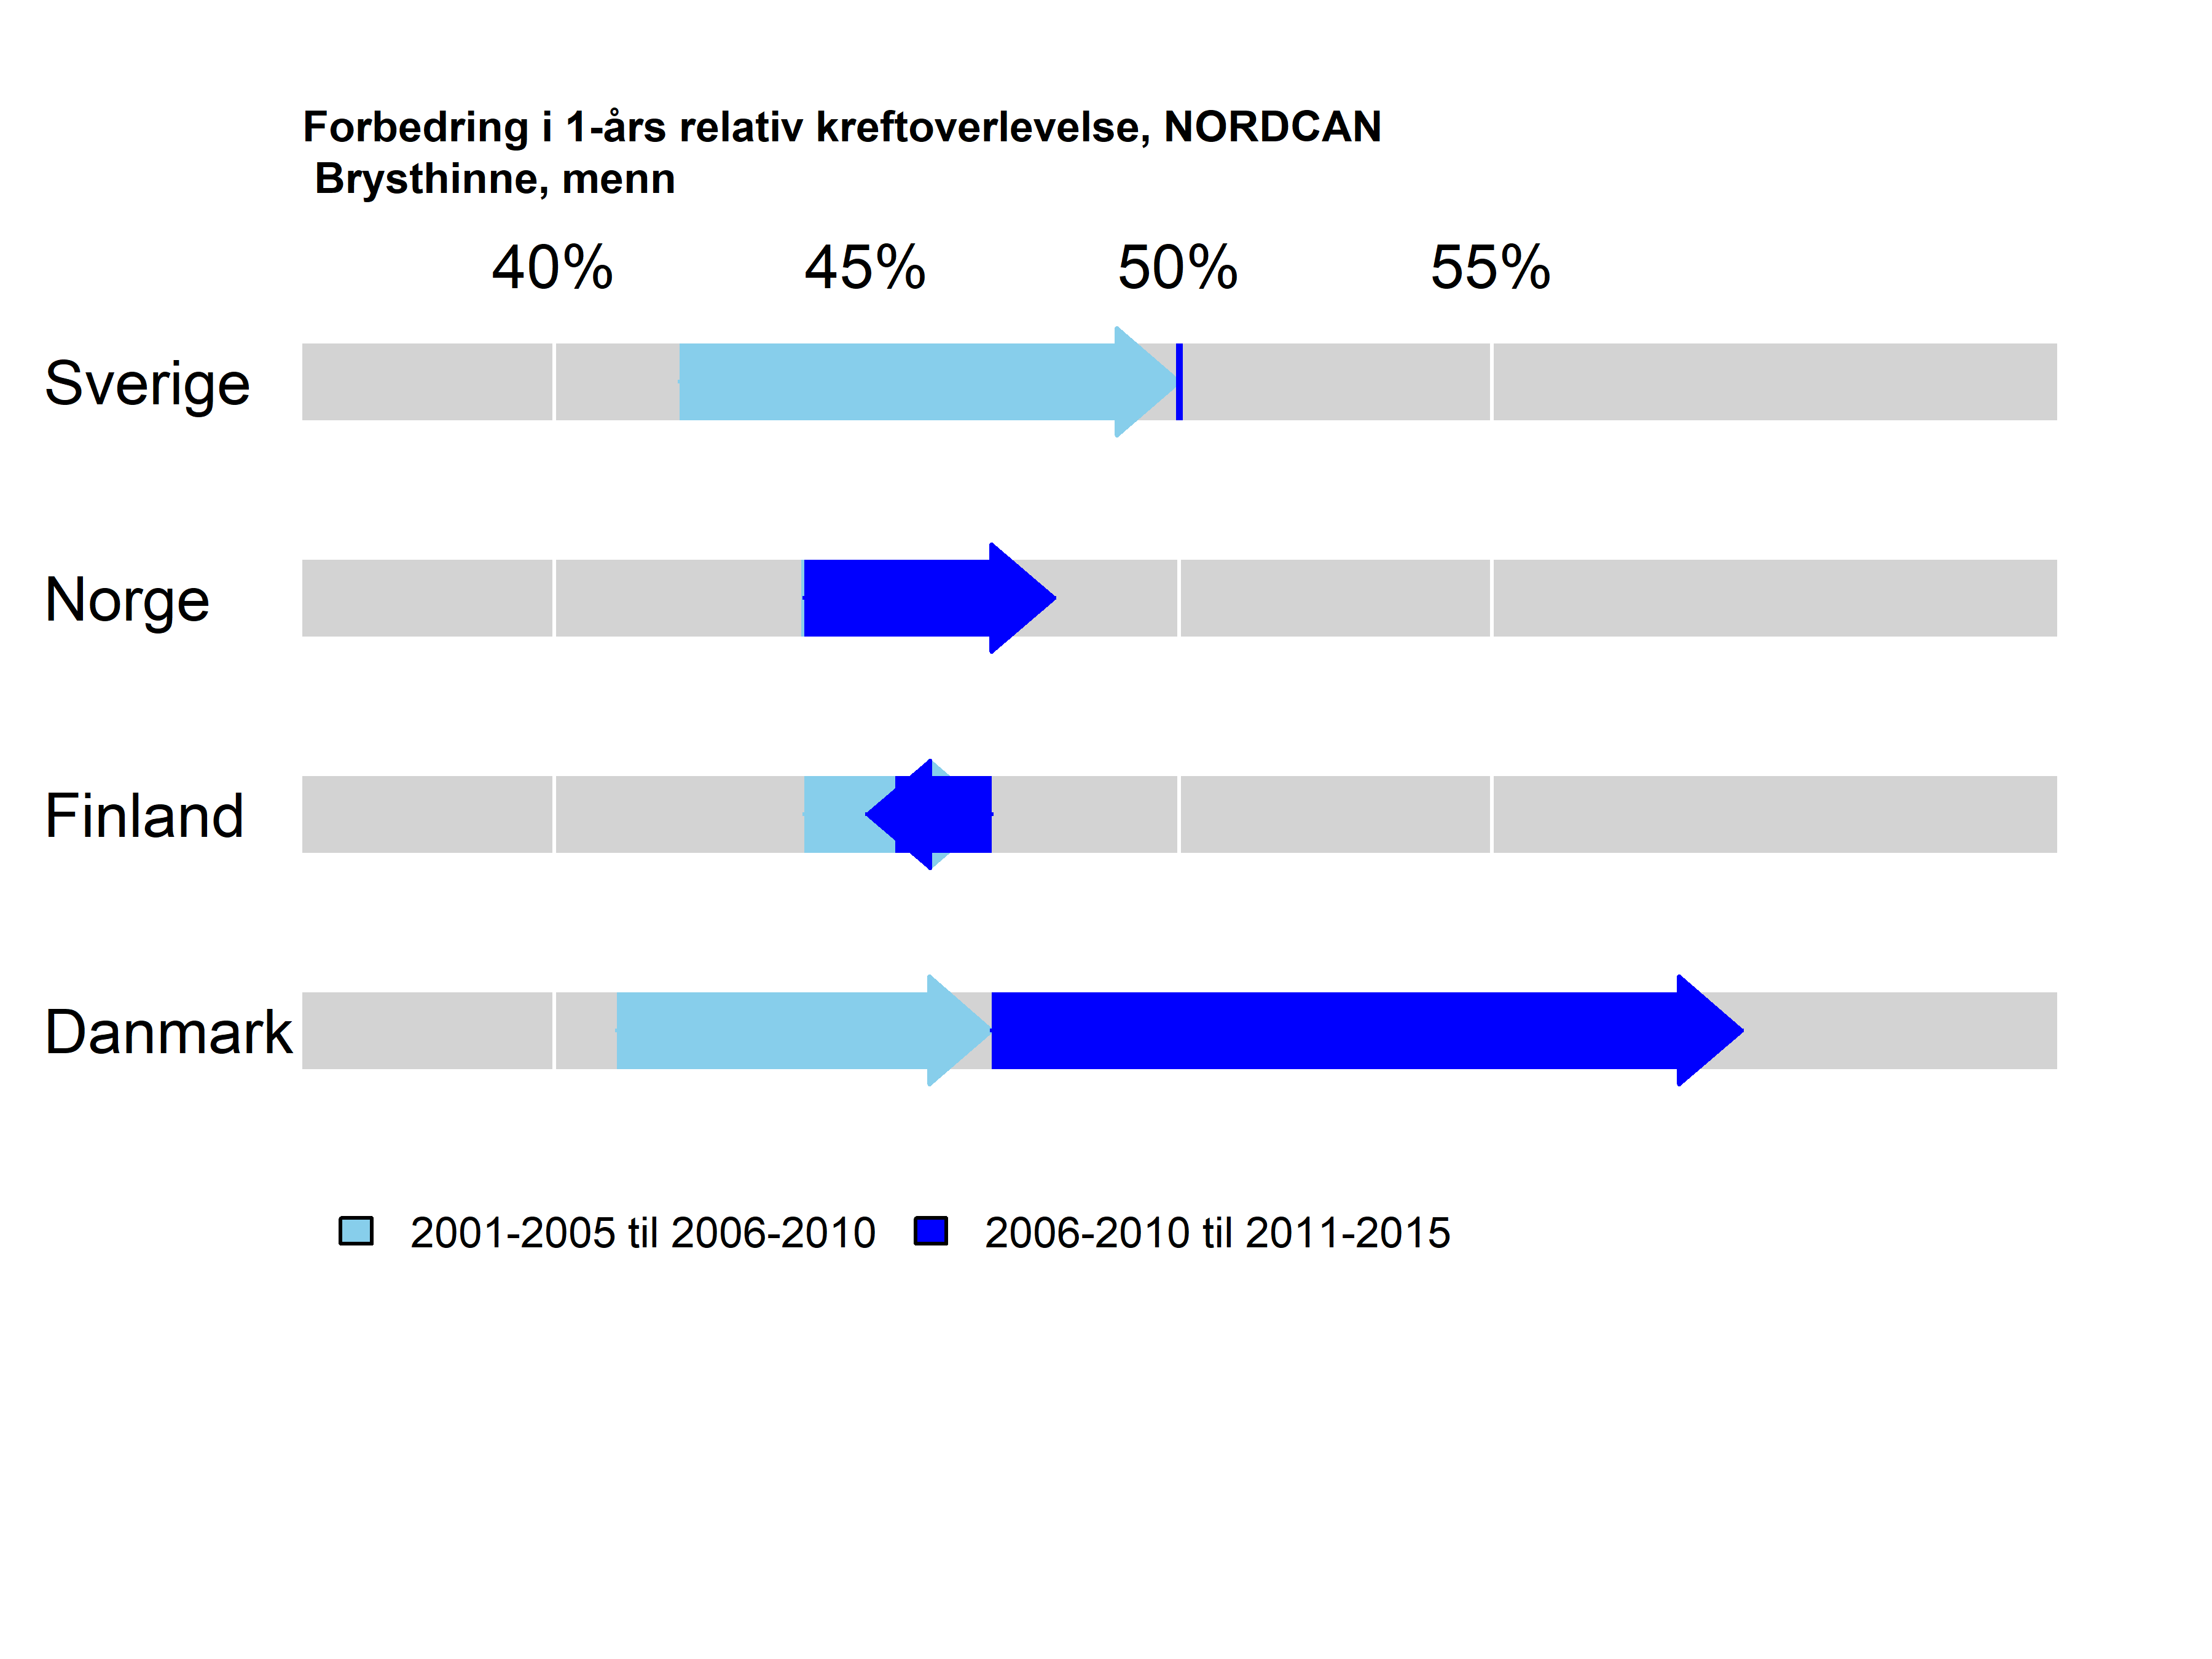 Forbedring i 1-års relativ kreftoverlevelse, NORDCAN
Brysthinne, menn
40% 45% 50% 55%
Sverige
Norge
Finland
Danmark
2001-2005 til 2006-2010 2006-2010 til 2011-2015